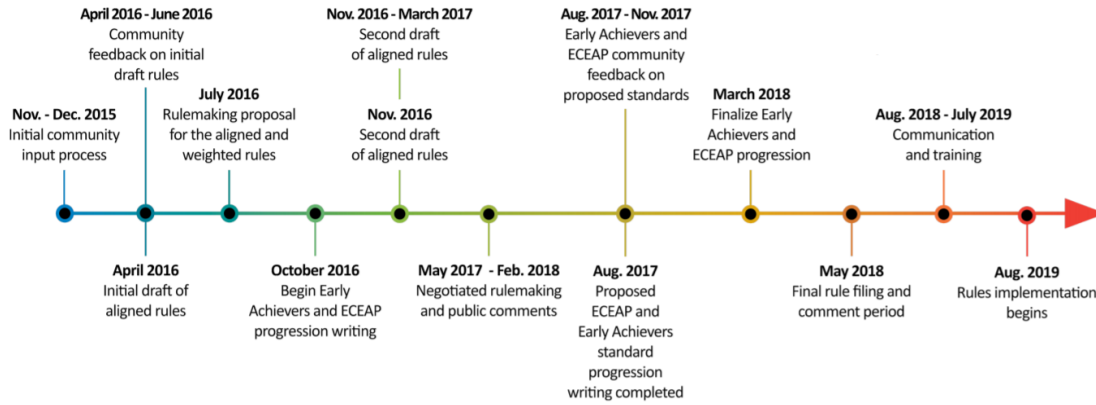 Nov. - Dec. 2015
Initial community
input process
April 2016 - June 2016
Community
feedback on initial
draft rules
April 2016
Initial draft of
aligned rules
July 2016
Rulemaking proposal
for the aligned and
weighted rules
October 2016
Begin Early
Achievers and ECEAP
progression writing
Nov. 2016 - March 2017
Second draft
of aligned rules
Nov. 2016
Second draft
of aligned rules
May 2017 - Feb. 2018
Negotiated rulemaking
and public comments
Aug. 2017 - Nov. 2017
Early Achievers and
ECEAP community
feedback on
proposed standards
Aug. 2017
Proposed
ECEAP and
Early Achievers
standard
progression
writing completed
March 2018
Finalize Early
Achievers and
ECEAP progression
May 2018
Final rule filing and
comment period
Aug. 2018 - July 2019
Communication
and training
Aug. 2019
Rules implementation
begins